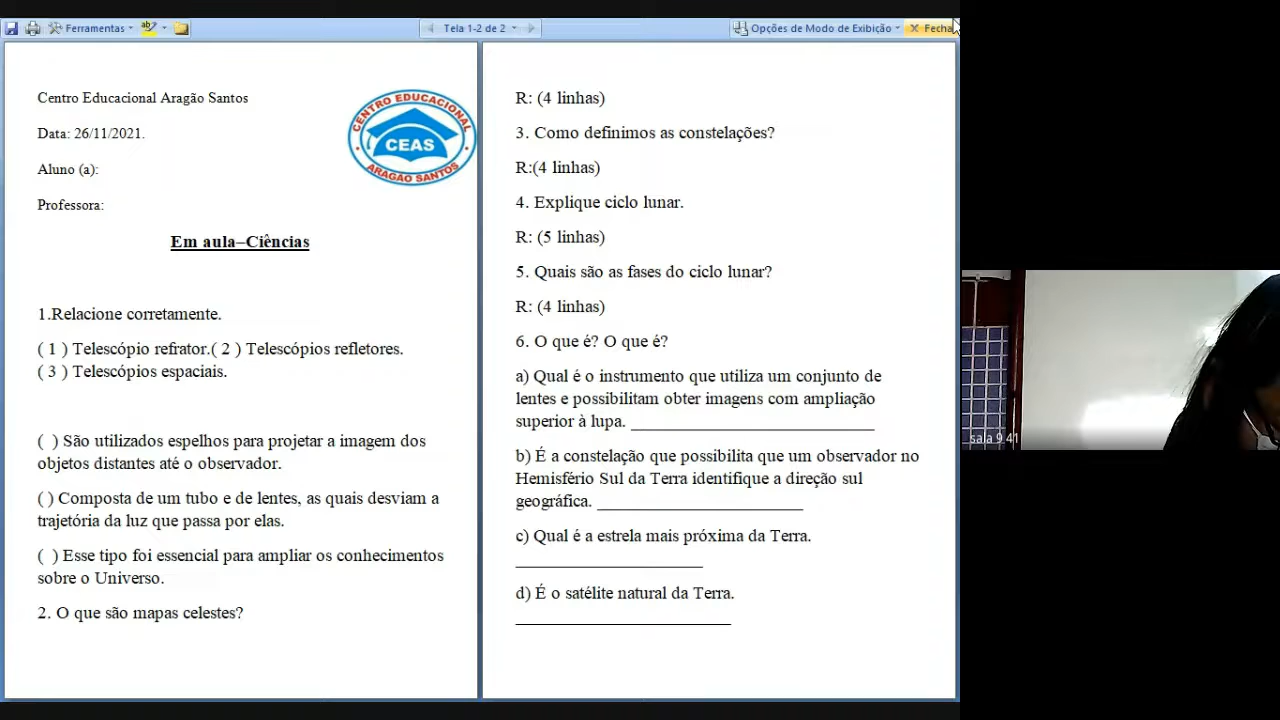 Ferramentas
Tela 1-2 de 2
Opções de Modo de Exibição
Fecha
Centro Educacional Aragão Santos
Data: 26/11/2021.
Aluno (a):
Professora:
CENTRO EDUCACIONAL
CEAS
ARAGÃO SANTOS
Em aula–Ciências
1.Relacione corretamente.
( 1 ) Telescópio refrator.( 2 ) Telescópios refletores.
( 3 ) Telescópios espaciais.
( ) São utilizados espelhos para projetar a imagem dos
objetos distantes até o observador.
( ) Composta de um tubo e de lentes, as quais desviam a
trajetória da luz que passa por elas.
( ) Esse tipo foi essencial para ampliar os conhecimentos
sobre o Universo.
2. O que são mapas celestes?
R: (4 linhas)
3. Como definimos as constelações?
R:(4 linhas)
4. Explique ciclo lunar.
R: (5 linhas)
5. Quais são as fases do ciclo lunar?
R: (4 linhas)
6. O que é? O que é?
a) Qual é o instrumento que utiliza um conjunto de
lentes e possibilitam obter imagens com ampliação
superior à lupa. ___________________________
b) É a constelação que possibilita que um observador no
Hemisfério Sul da Terra identifique a direção sul
geográfica. _______________________
c) Qual é a estrela mais próxima da Terra.
_____________________
d) É o satélite natural da Terra.
________________________
sala 9 41